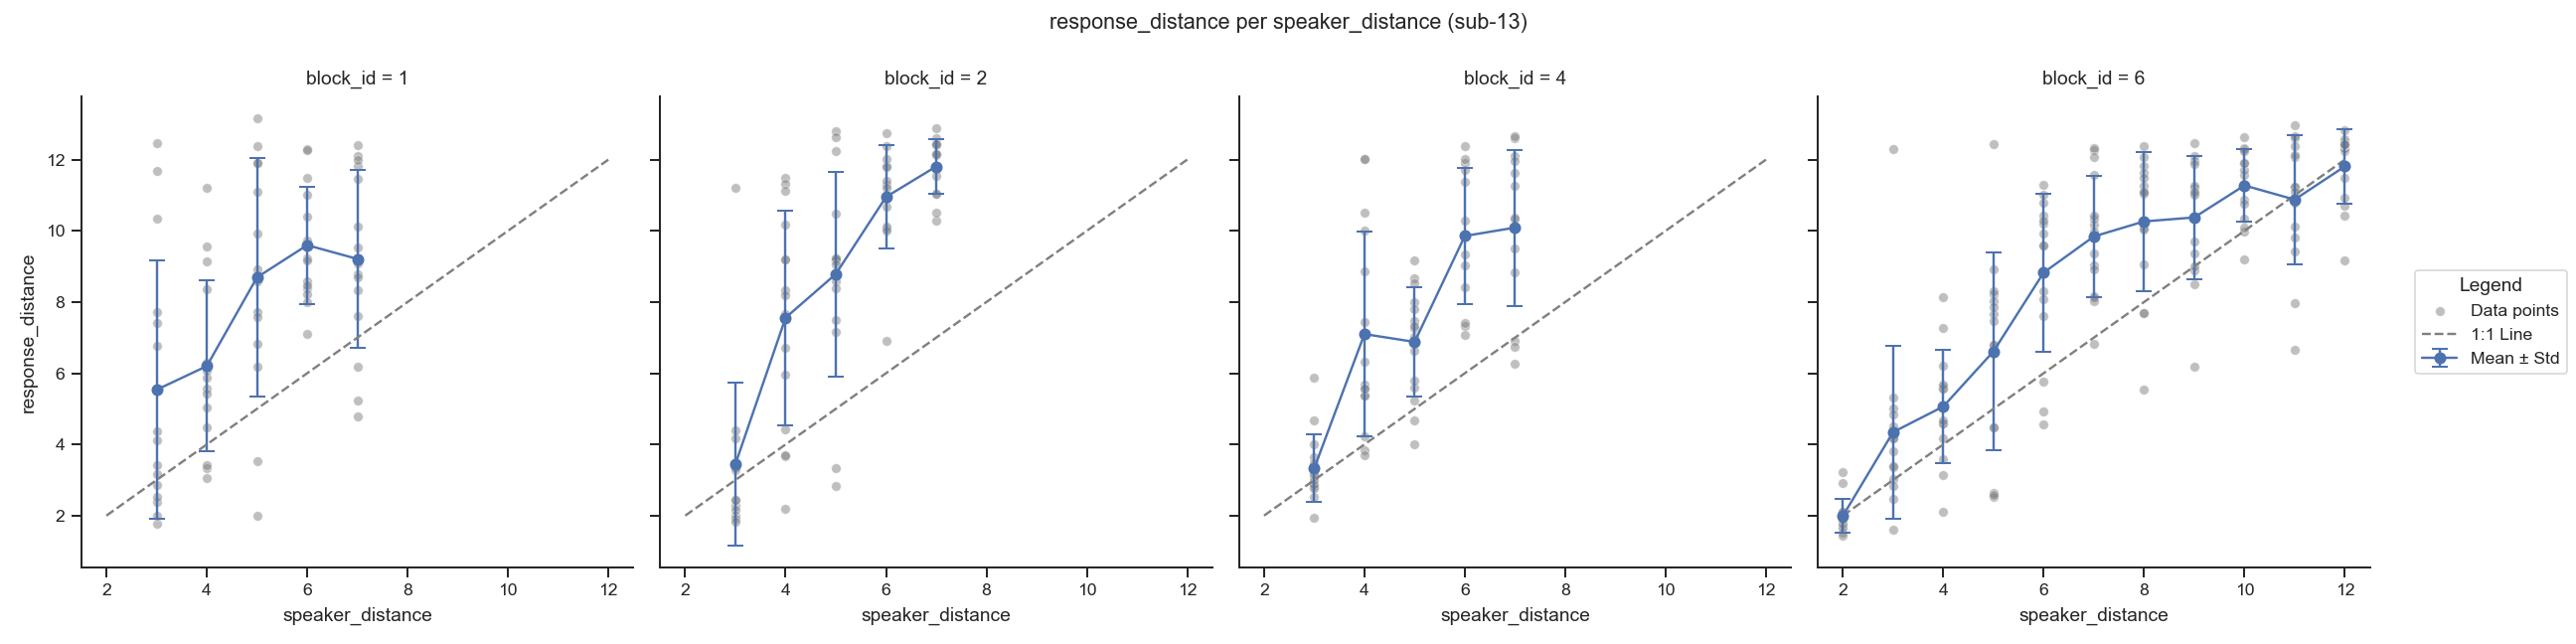 response_distance per speaker_distance (sub-13)
block_id = 1
block_id = 2
block_id = 4
block_id = 6
response_distance
12
10
8
6
4
2
2 4 6 8 10 12
2 4 6 8 10 12
2 4 6 8 10 12
2 4 6 8 10 12
speaker_distance
speaker_distance
speaker_distance
speaker_distance
Legend
Data points
1:1 Line
Mean ± Std